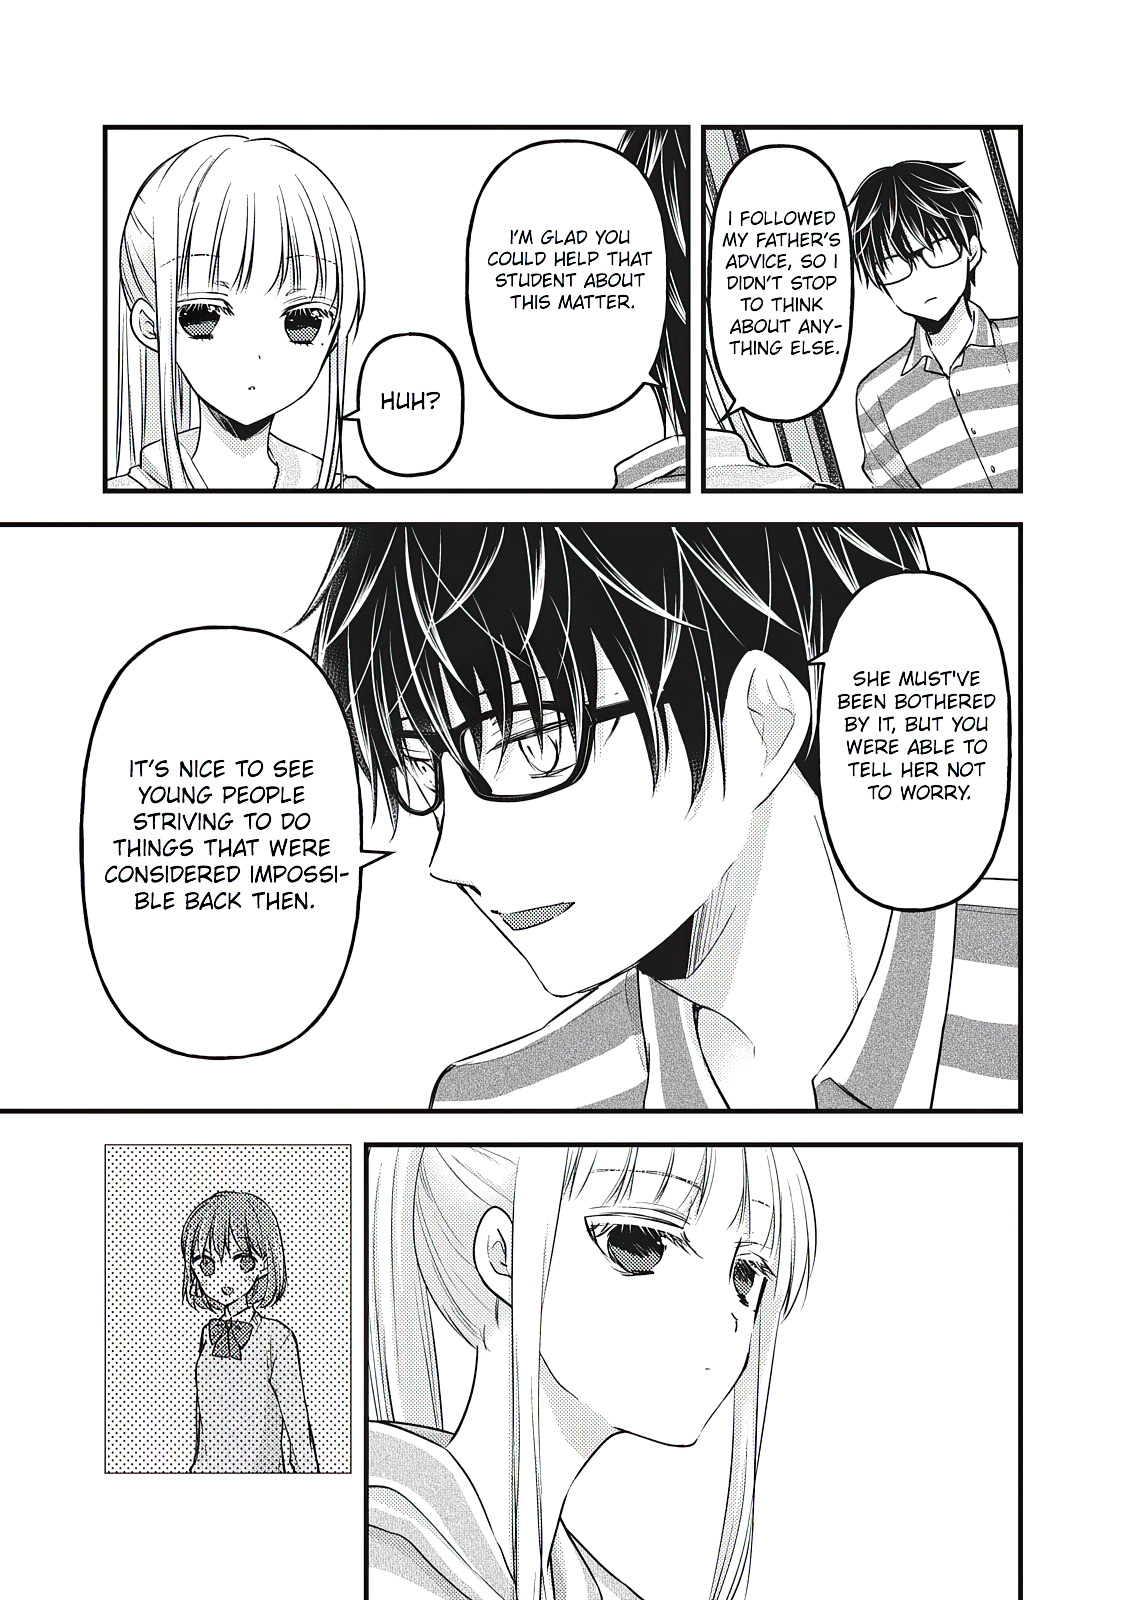 I FOLLOWED
MY FATHER'S
ADVICE, SO I
DIDN'T STOP
TO THINK
ABOUT ANY-
THING ELSE.
I'M GLAD YOU
COULD HELP THAT
STUDENT ABOUT
THIS MATTER.
HUH?
SHE MUST'VE
BEEN BOTHERED
BY IT, BUT YOU
WERE ABLE TO
TELL HER NOT
TO WORRY.
IT'S NICE TO SEE
YOUNG PEOPLE
STRIVING TO DO
THINGS THAT WERE
CONSIDERED IMPOSSI-
BLE BACK THEN.